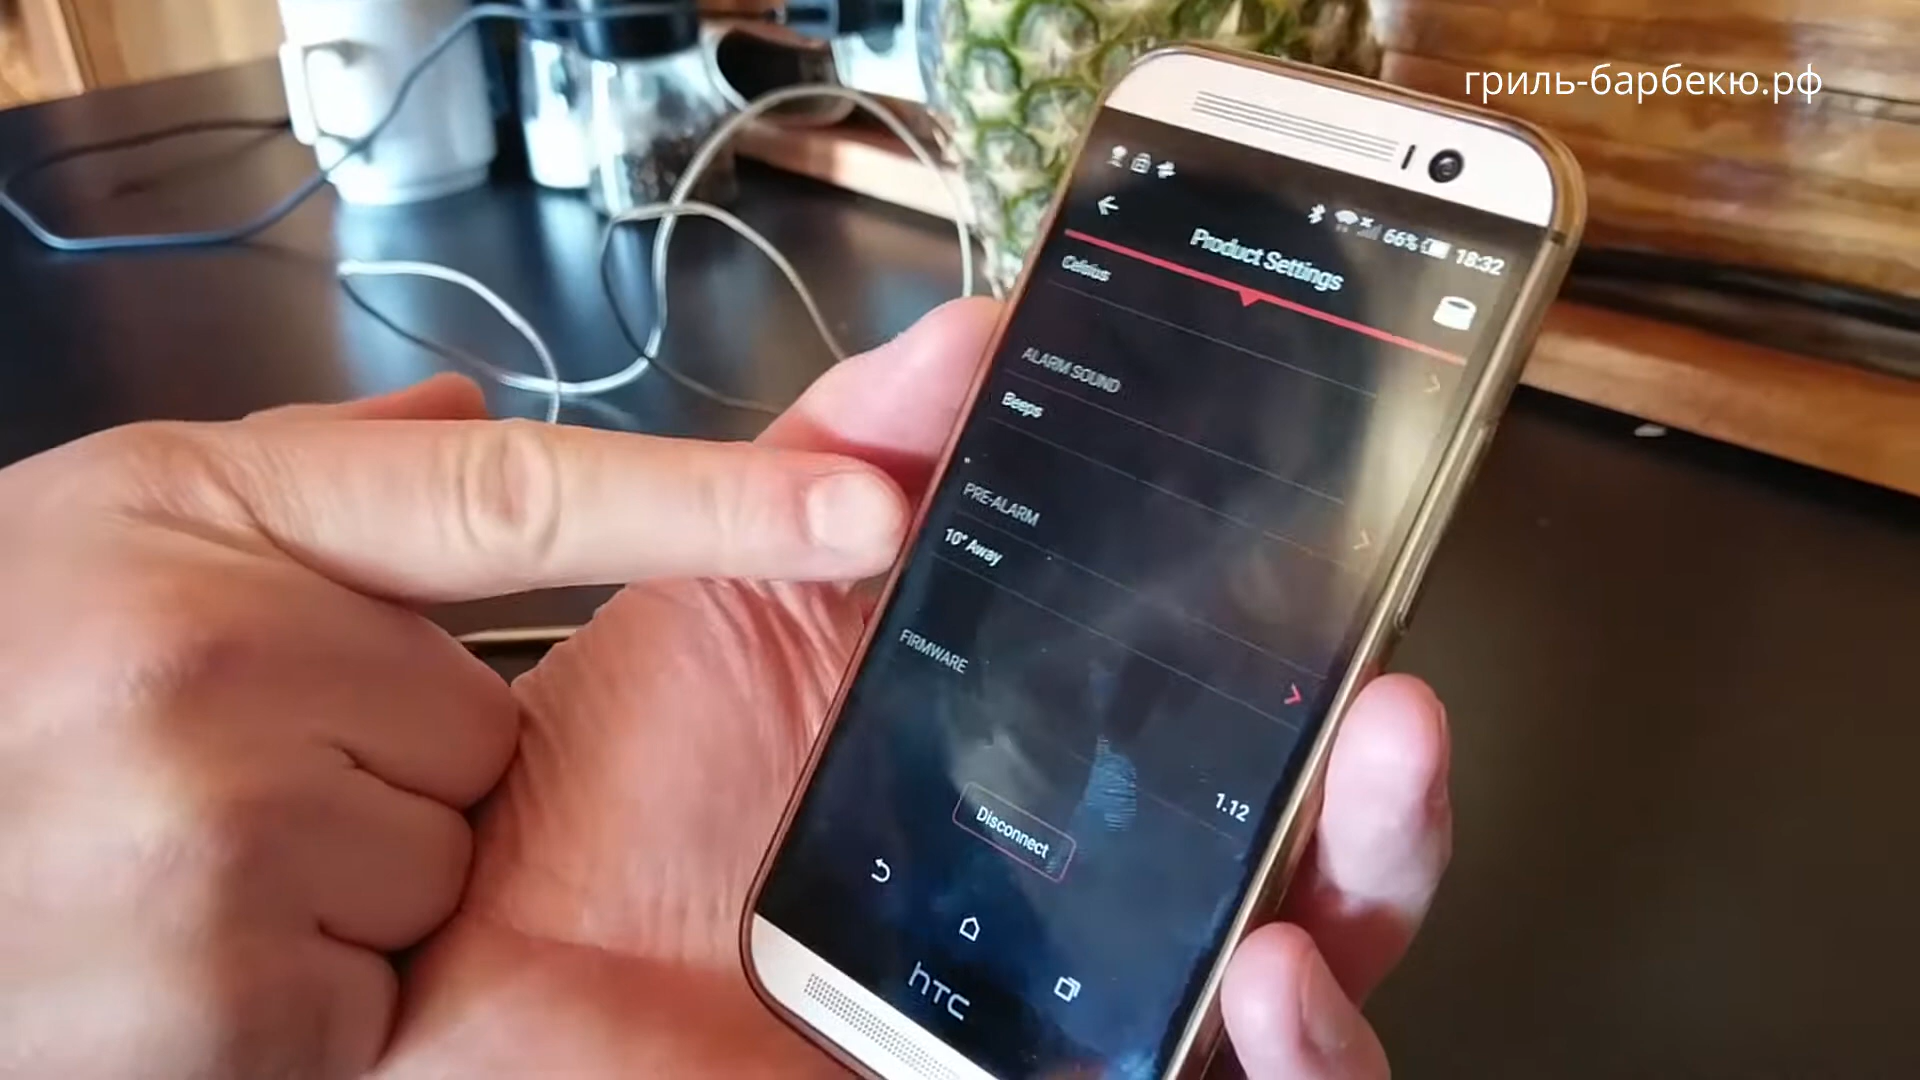 гриль-барбекю.рф
66% 18:32
Product Settings
Celsius
ALARM SOUND
Beeps
PRE-ALARM
10° Away
FIRMWARE
1.12
Disconnect
hTC